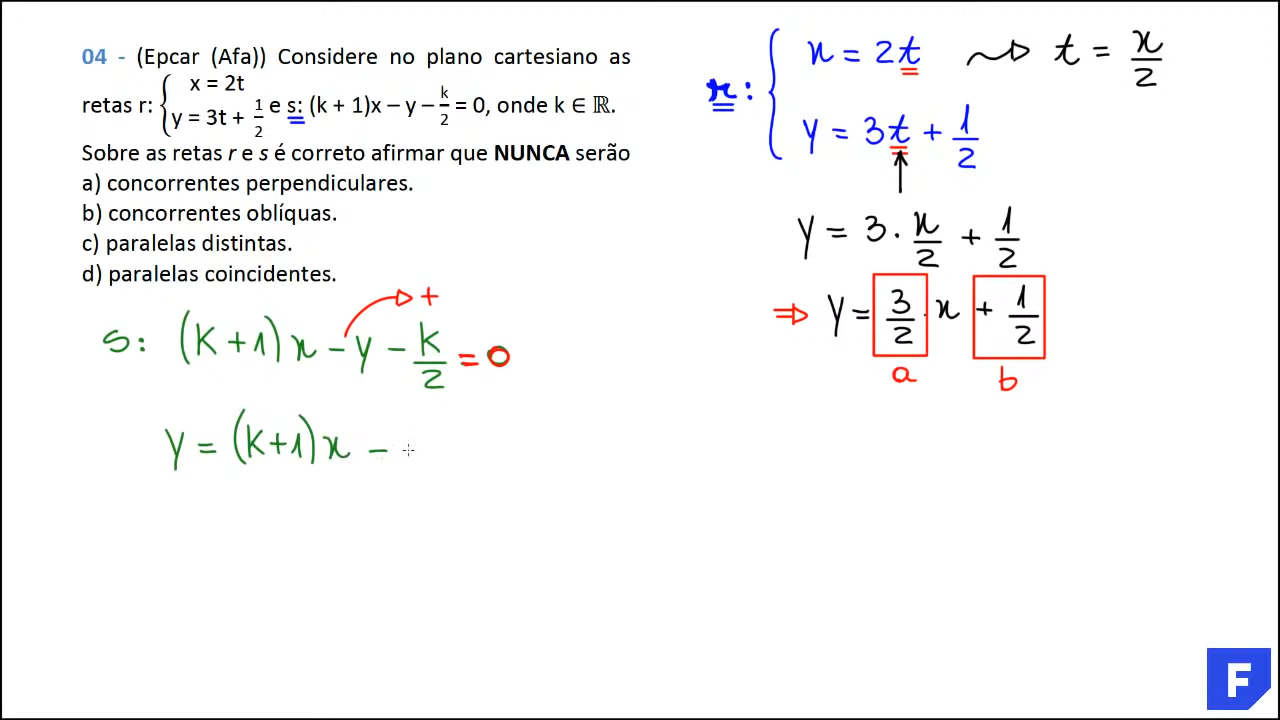 04 - (Epcar (Afa)) Considere no plano cartesiano as
retas r: { x = 2t
y = 3t + 1/2 e s: (k + 1)x – y – k/2 = 0, onde k ∈ ℝ.
Sobre as retas r e s é correto afirmar que NUNCA serão
a) concorrentes perpendiculares.
b) concorrentes oblíquas.
c) paralelas distintas.
d) paralelas coincidentes.
+
s: (k+1)x - y - k/2 = 0
y = (k+1)x -
r: { x = 2t → t = x/2
y = 3t + 1/2
y = 3 · x/2 + 1/2
⇒ y = 3/2 · x + 1/2
a b
F